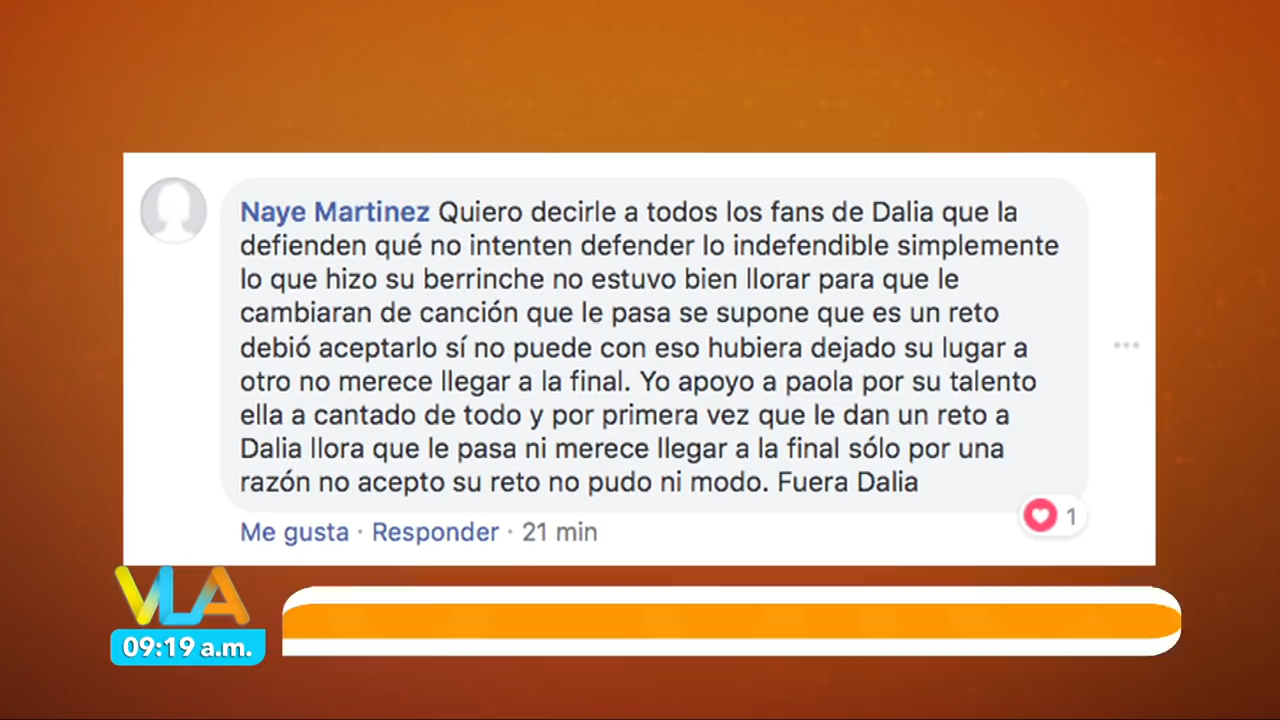 Naye Martinez Quiero decirle a todos los fans de Dalia que la
defienden qué no intenten defender lo indefendible simplemente
lo que hizo su berrinche no estuvo bien llorar para que le
cambiaran de canción que le pasa se supone que es un reto
debió aceptarlo sí no puede con eso hubiera dejado su lugar a
otro no merece llegar a la final. Yo apoyo a paola por su talento
ella a cantado de todo y por primera vez que le dan un reto a
Dalia llora que le pasa ni merece llegar a la final sólo por una
razón no acepto su reto no pudo ni modo. Fuera Dalia
1
Me gusta · Responder · 21 min
VLA
09:19 a.m.